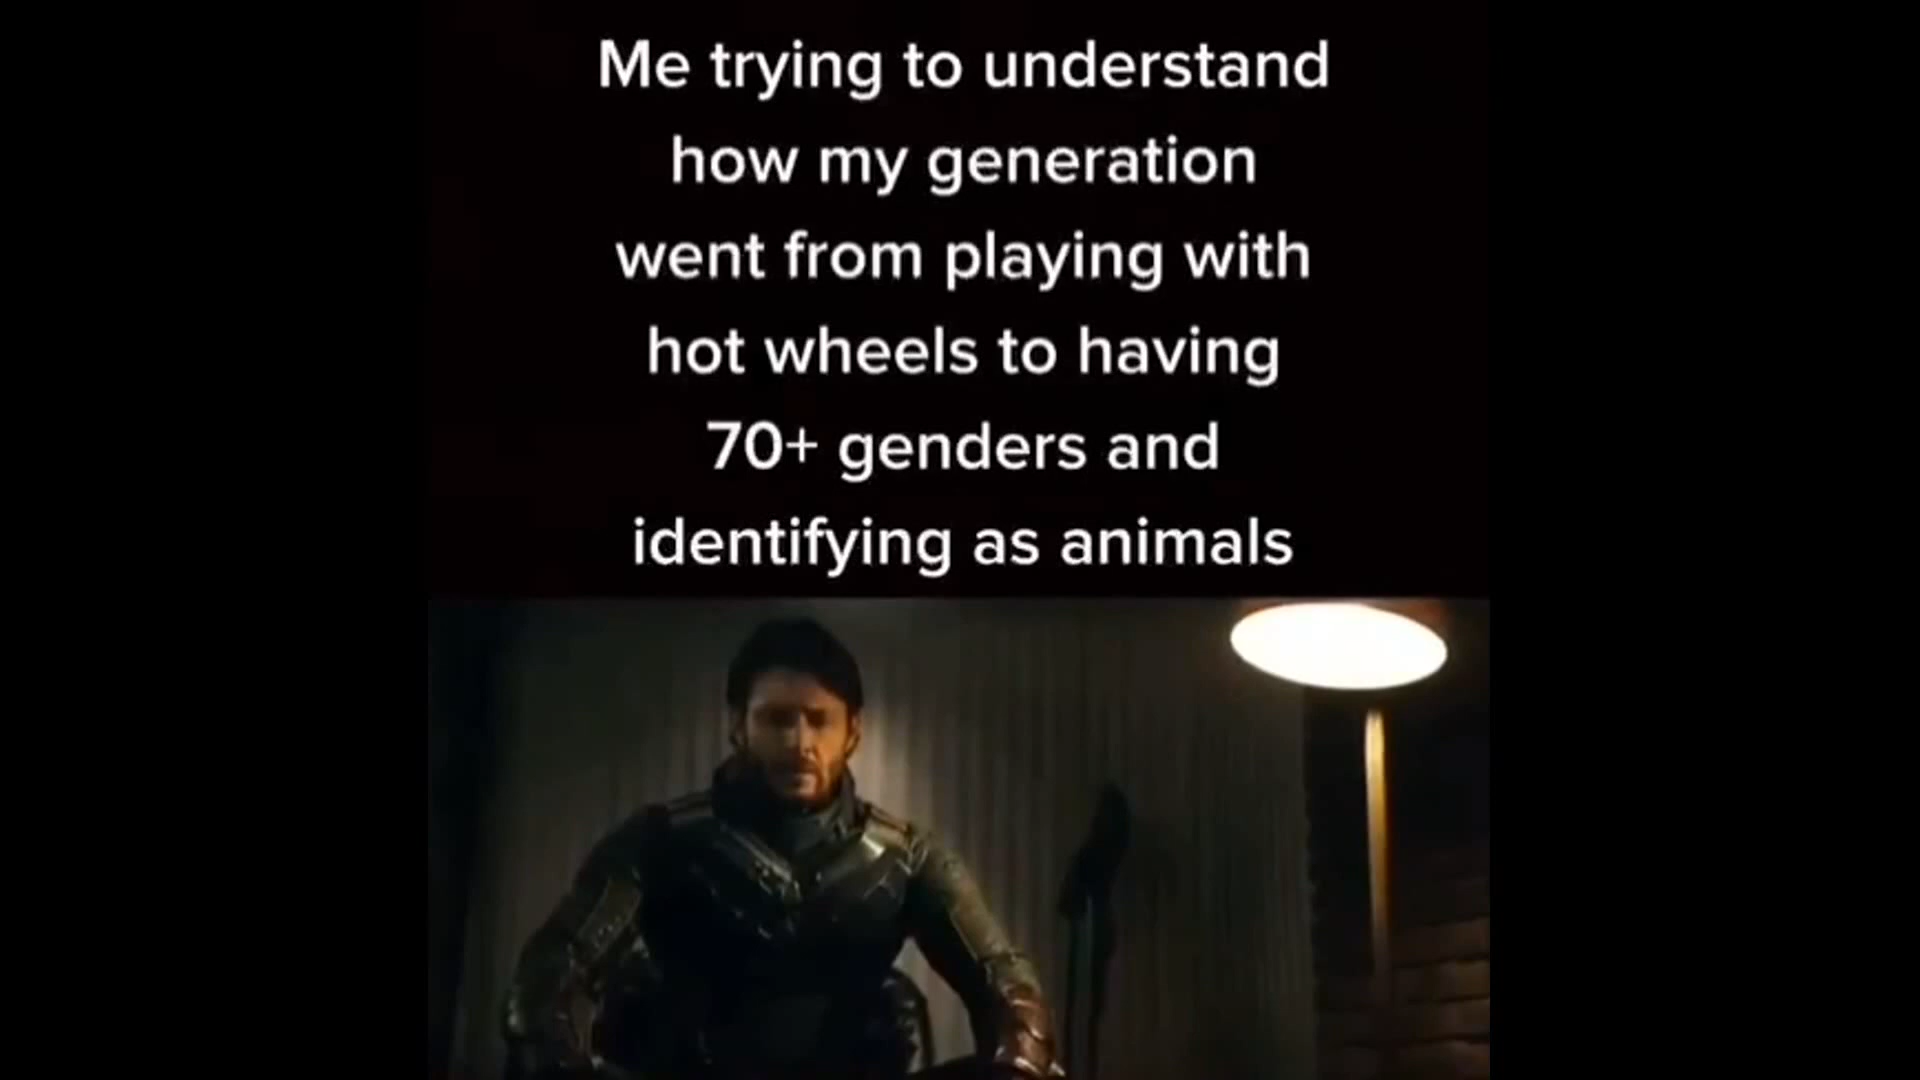 Me trying to understand
how my generation
went from playing with
hot wheels to having
70+ genders and
identifying as animals